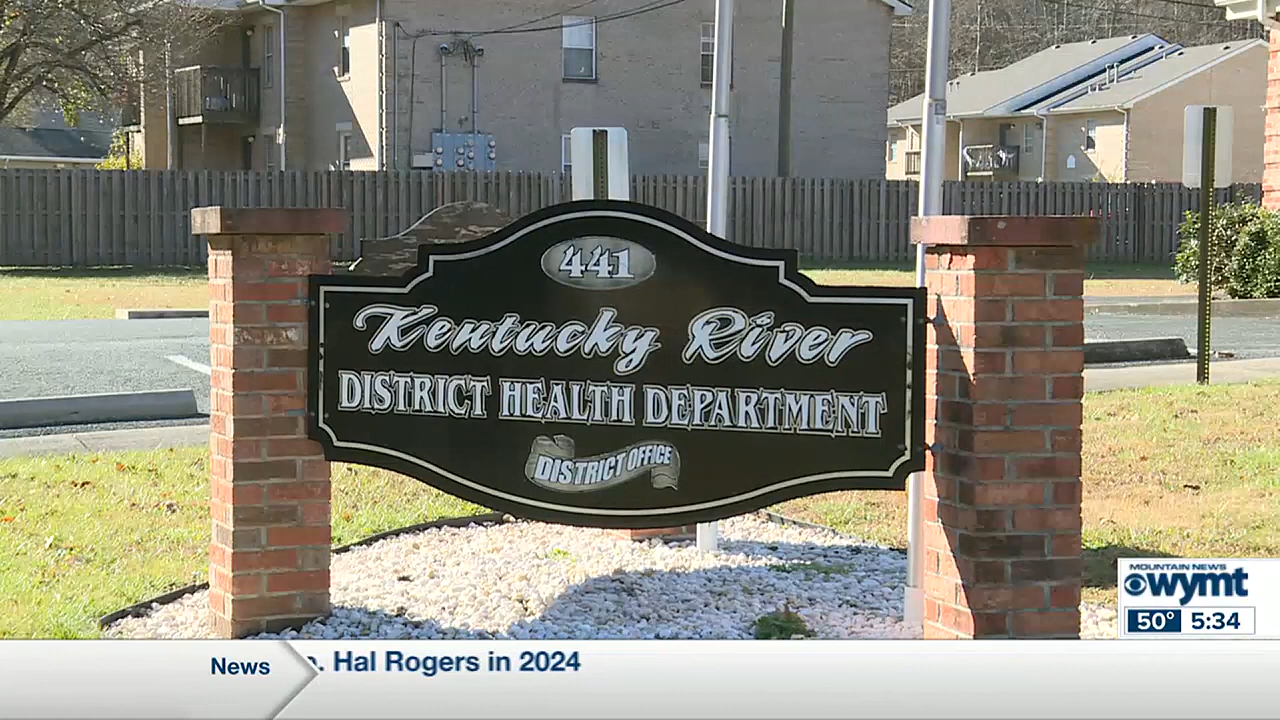 441
Kentucky River
DISTRICT HEALTH DEPARTMENT
DISTRICT OFFICE
MOUNTAIN NEWS
wymt
50° 5:34
News
. Hal Rogers in 2024